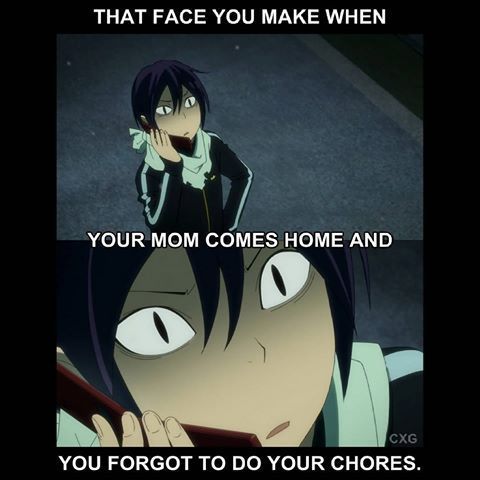 THAT FACE YOU MAKE WHEN
YOUR MOM COMES HOME AND
CXG
YOU FORGOT TO DO YOUR CHORES.